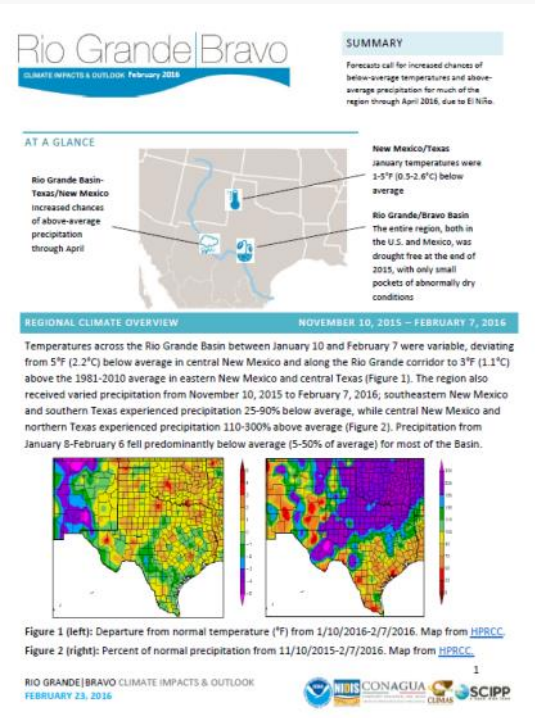 Rio Grande|Bravo
CLIMATE IMPACTS & OUTLOOK February 2016
SUMMARY
Forecasts call for increased chances of
below-average temperatures and above-
average precipitation for much of the
region through April 2016, due to El Niño.
AT A GLANCE
Rio Grande Basin-
Texas/New Mexico
Increased chances
of above-average
precipitation
through April
New Mexico/Texas
January temperatures were
1-5°F (0.5-2.6°C) below
average
Rio Grande/Bravo Basin
The entire region, both in
the U.S. and Mexico, was
drought free at the end of
2015, with only small
pockets of abnormally dry
conditions
REGIONAL CLIMATE OVERVIEW NOVEMBER 10, 2015 – FEBRUARY 7, 2016
Temperatures across the Rio Grande Basin between January 10 and February 7 were variable, deviating
from 5°F (2.2°C) below average in central New Mexico and along the Rio Grande corridor to 3°F (1.1°C)
above the 1981-2010 average in eastern New Mexico and central Texas (Figure 1). The region also
received varied precipitation from November 10, 2015 to February 7, 2016; southeastern New Mexico
and southern Texas experienced precipitation 25-90% below average, while central New Mexico and
northern Texas experienced precipitation 110-300% above average (Figure 2). Precipitation from
January 8-February 6 fell predominantly below average (5-50% of average) for most of the Basin.
Figure 1 (left): Departure from normal temperature (°F) from 1/10/2016-2/7/2016. Map from HPRCC.
Figure 2 (right): Percent of normal precipitation from 11/10/2015-2/7/2016. Map from HPRCC.
1
RIO GRANDE|BRAVO CLIMATE IMPACTS & OUTLOOK
FEBRUARY 23, 2016
NIDIS CONAGUA CLIMAS SCIPP